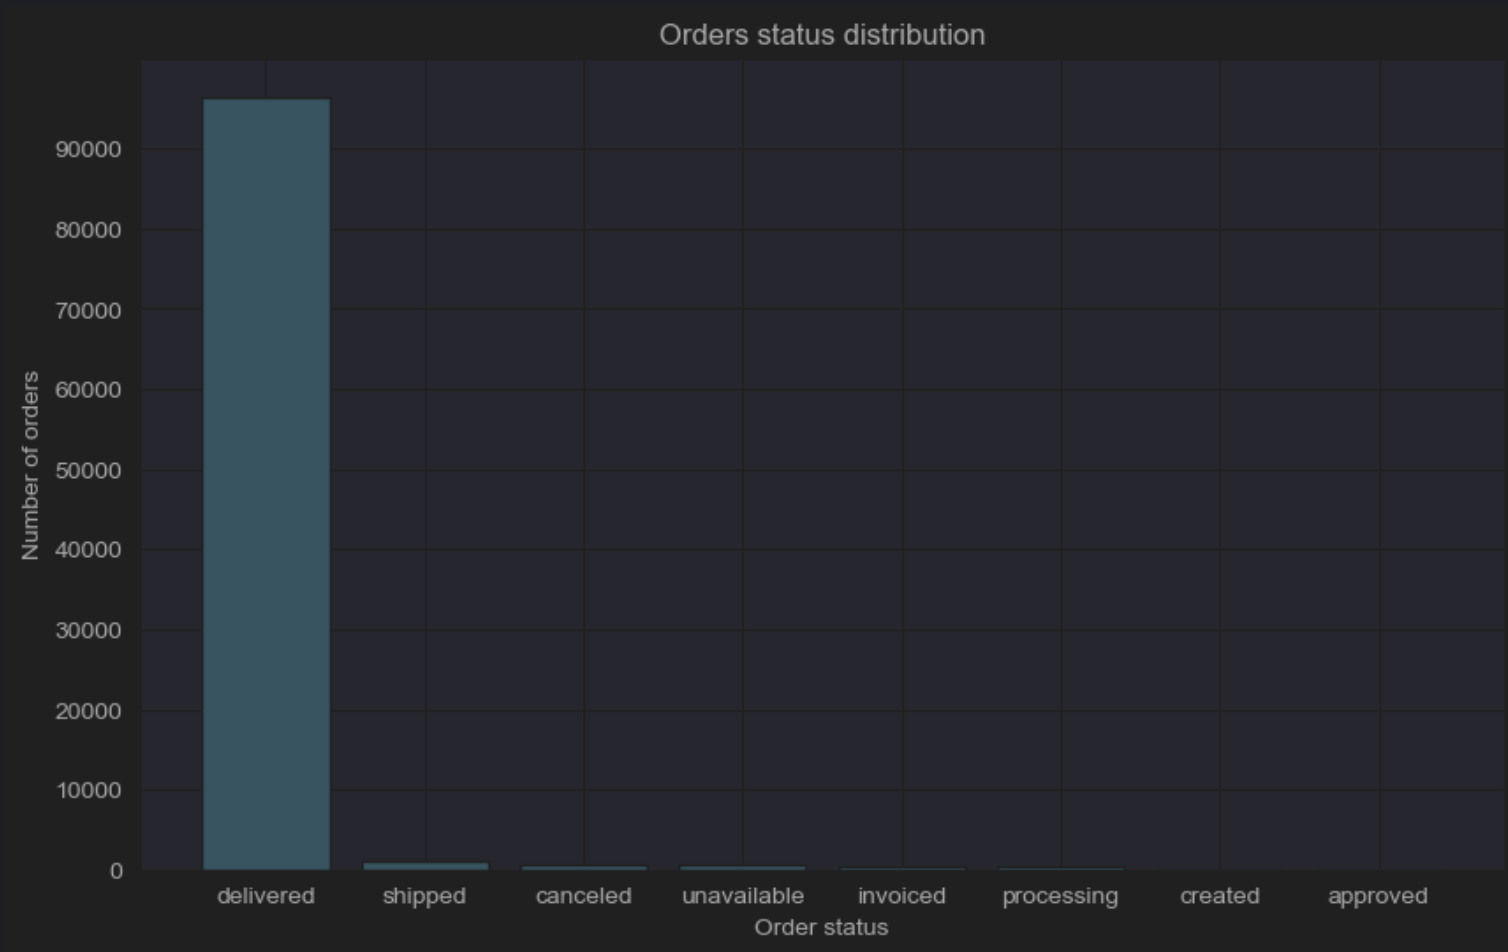 Orders status distribution
Number of orders
90000
80000
70000
60000
50000
40000
30000
20000
10000
0
delivered shipped canceled unavailable invoiced processing created approved
Order status